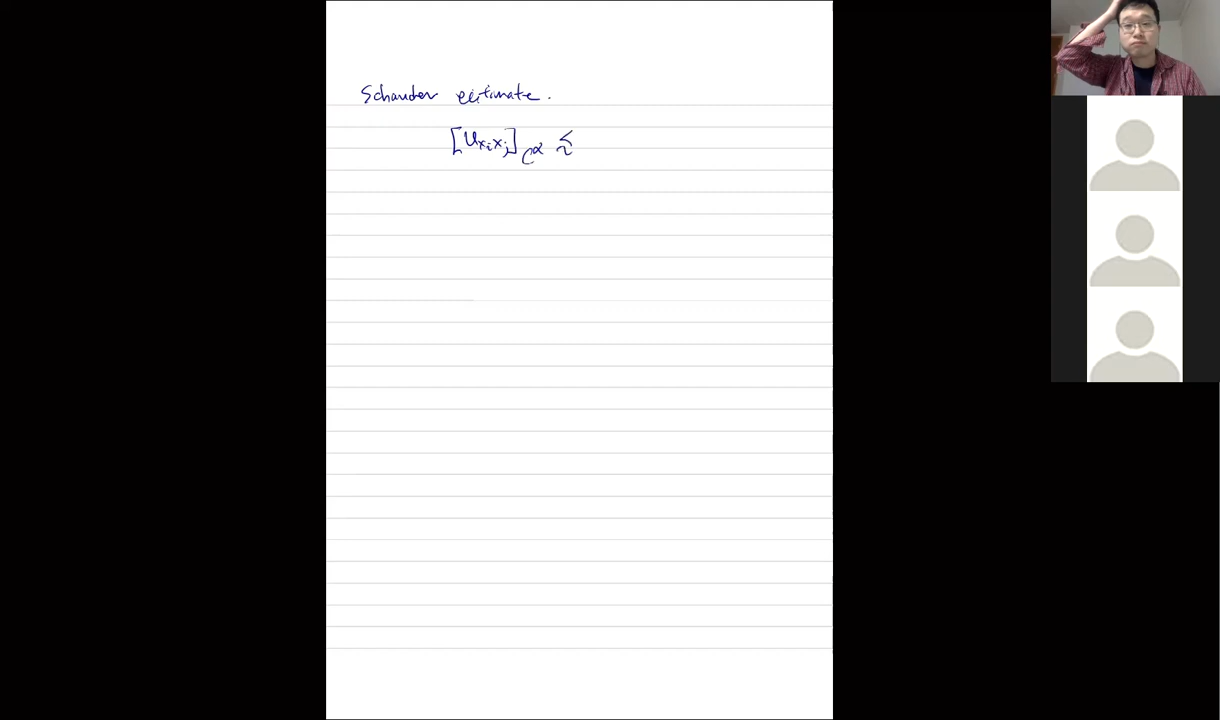 Schauder estimate.
[u_{x_i x_j}]_{C^α} ≲